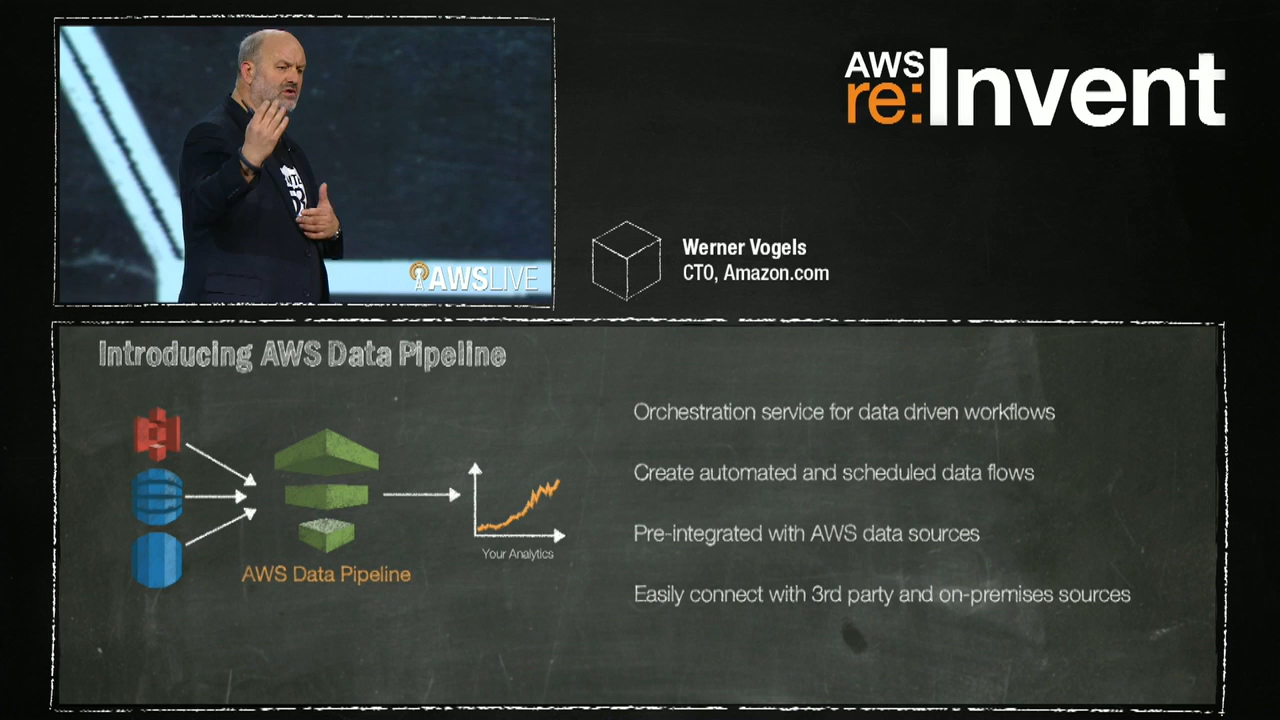 AWS
re:Invent
AWSLIVE
Werner Vogels
CTO, Amazon.com
Introducing AWS Data Pipeline
Your Analytics
AWS Data Pipeline
Orchestration service for data driven workflows
Create automated and scheduled data flows
Pre-integrated with AWS data sources
Easily connect with 3rd party and on-premises sources